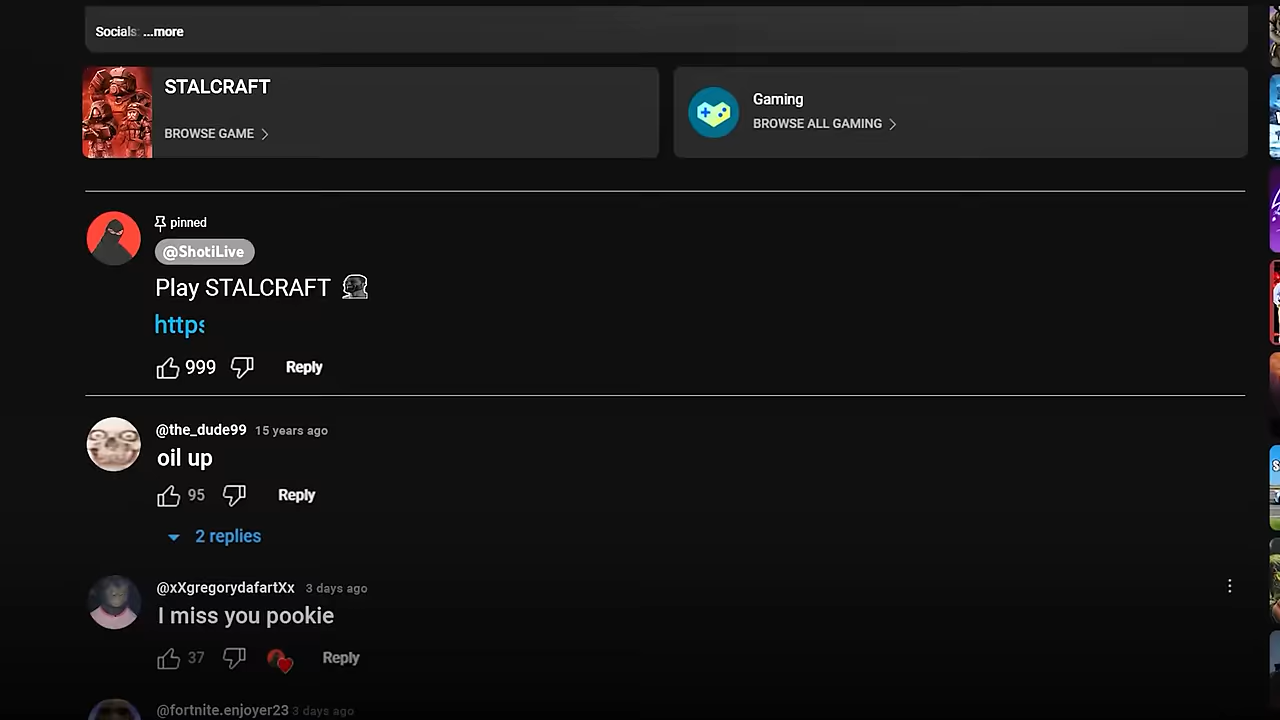 Socials ...more
STALCRAFT
BROWSE GAME
Gaming
BROWSE ALL GAMING
pinned
@ShotiLive
Play STALCRAFT
https
999 Reply
@the_dude99 15 years ago
oil up
95 Reply
2 replies
@xXgregorydafartXx 3 days ago
I miss you pookie
37 Reply
@fortnite.enjoyer23 3 days ago